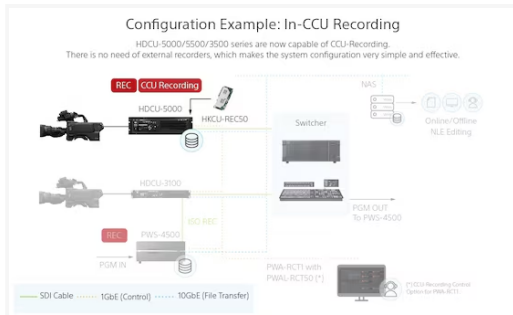 Configuration Example: In-CCU Recording
HDCU-5000/5500/3500 series are now capable of CCU-Recording.
There is no need of external recorders, which makes the system configuration very simple and effective.
REC
CCU Recording
HDCU-5000
HKCU-REC50
NAS
Online/Offline
NLE Editing
Switcher
HDCU-3100
ISO REC
PGM OUT
To PWS-4500
REC
PWS-4500
PGM IN
PWA-RCT1 with
PWAL-RCT50 (*)
(*) CCU Recording Control
Option for PWA-RCT1
SDI Cable
1GbE (Control)
10GbE (File Transfer)